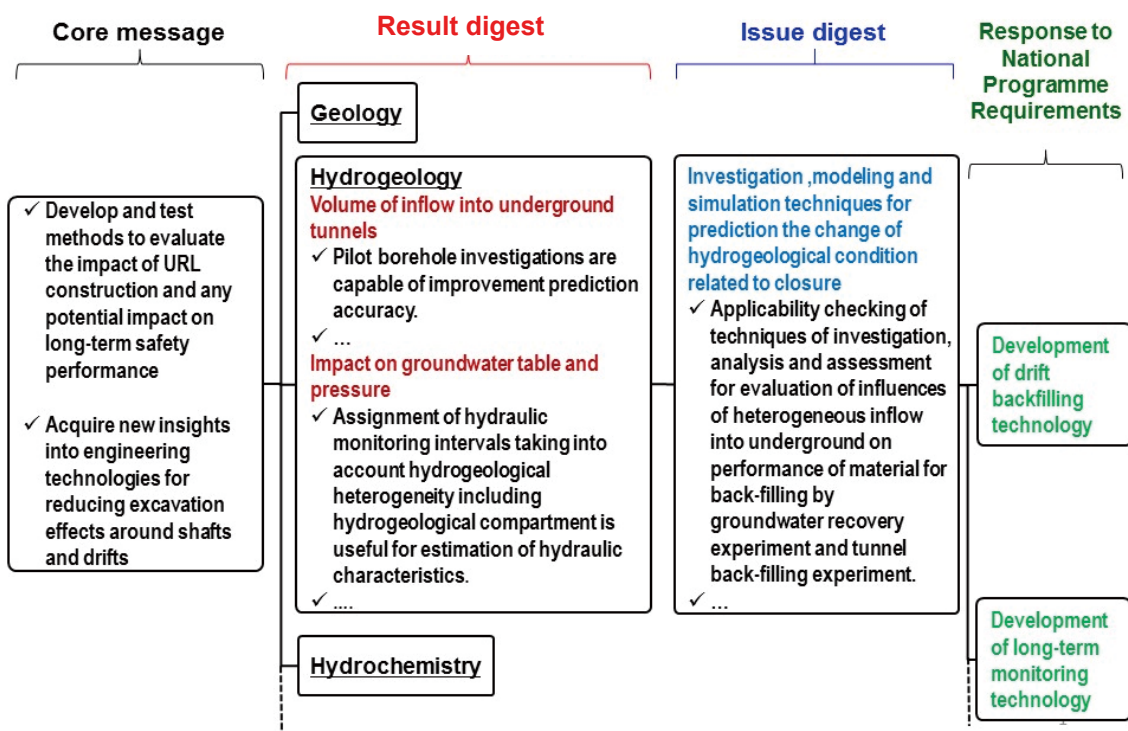 Core message
Result digest
Issue digest
Response to
National
Programme
Requirements
✓ Develop and test
methods to evaluate
the impact of URL
construction and any
potential impact on
long-term safety
performance
✓ Acquire new insights
into engineering
technologies for
reducing excavation
effects around shafts
and drifts
Geology
Hydrogeology
Volume of inflow into underground
tunnels
✓ Pilot borehole investigations are
capable of improvement prediction
accuracy.
✓ ...
Impact on groundwater table and
pressure
✓ Assignment of hydraulic
monitoring intervals taking into
account hydrogeological
heterogeneity including
hydrogeological compartment is
useful for estimation of hydraulic
characteristics.
✓ ....
Hydrochemistry
Investigation ,modeling and
simulation techniques for
prediction the change of
hydrogeological condition
related to closure
✓ Applicability checking of
techniques of investigation,
analysis and assessment
for evaluation of influences
of heterogeneous inflow
into underground on
performance of material for
back-filling by
groundwater recovery
experiment and tunnel
back-filling experiment.
✓ ...
Development
of drift
backfilling
technology
Development
of long-term
monitoring
technology